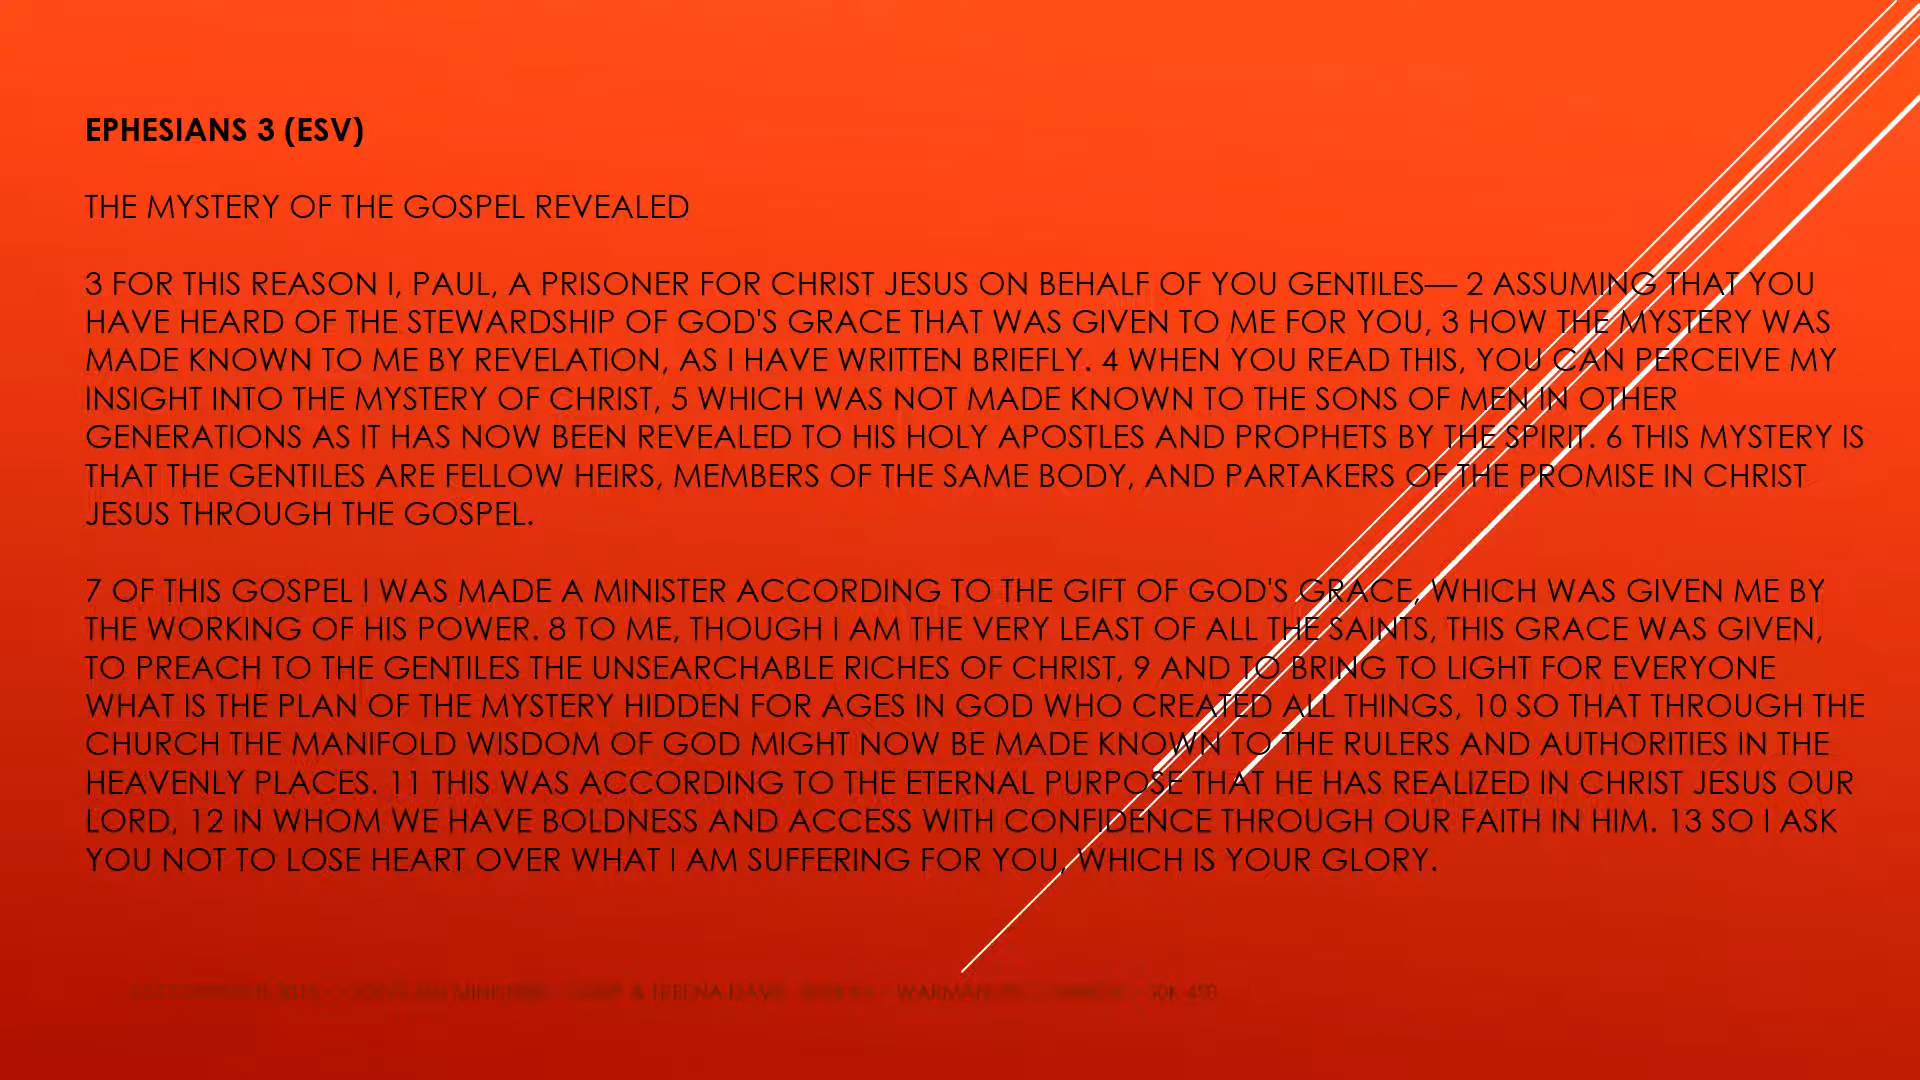 EPHESIANS 3 (ESV)
THE MYSTERY OF THE GOSPEL REVEALED
3 FOR THIS REASON I, PAUL, A PRISONER FOR CHRIST JESUS ON BEHALF OF YOU GENTILES— 2 ASSUMING THAT YOU
HAVE HEARD OF THE STEWARDSHIP OF GOD'S GRACE THAT WAS GIVEN TO ME FOR YOU, 3 HOW THE MYSTERY WAS
MADE KNOWN TO ME BY REVELATION, AS I HAVE WRITTEN BRIEFLY. 4 WHEN YOU READ THIS, YOU CAN PERCEIVE MY
INSIGHT INTO THE MYSTERY OF CHRIST, 5 WHICH WAS NOT MADE KNOWN TO THE SONS OF MEN IN OTHER
GENERATIONS AS IT HAS NOW BEEN REVEALED TO HIS HOLY APOSTLES AND PROPHETS BY THE SPIRIT. 6 THIS MYSTERY IS
THAT THE GENTILES ARE FELLOW HEIRS, MEMBERS OF THE SAME BODY, AND PARTAKERS OF THE PROMISE IN CHRIST
JESUS THROUGH THE GOSPEL.
7 OF THIS GOSPEL I WAS MADE A MINISTER ACCORDING TO THE GIFT OF GOD'S GRACE, WHICH WAS GIVEN ME BY
THE WORKING OF HIS POWER. 8 TO ME, THOUGH I AM THE VERY LEAST OF ALL THE SAINTS, THIS GRACE WAS GIVEN,
TO PREACH TO THE GENTILES THE UNSEARCHABLE RICHES OF CHRIST, 9 AND TO BRING TO LIGHT FOR EVERYONE
WHAT IS THE PLAN OF THE MYSTERY HIDDEN FOR AGES IN GOD WHO CREATED ALL THINGS, 10 SO THAT THROUGH THE
CHURCH THE MANIFOLD WISDOM OF GOD MIGHT NOW BE MADE KNOWN TO THE RULERS AND AUTHORITIES IN THE
HEAVENLY PLACES. 11 THIS WAS ACCORDING TO THE ETERNAL PURPOSE THAT HE HAS REALIZED IN CHRIST JESUS OUR
LORD, 12 IN WHOM WE HAVE BOLDNESS AND ACCESS WITH CONFIDENCE THROUGH OUR FAITH IN HIM. 13 SO I ASK
YOU NOT TO LOSE HEART OVER WHAT I AM SUFFERING FOR YOU, WHICH IS YOUR GLORY.
& TREENA